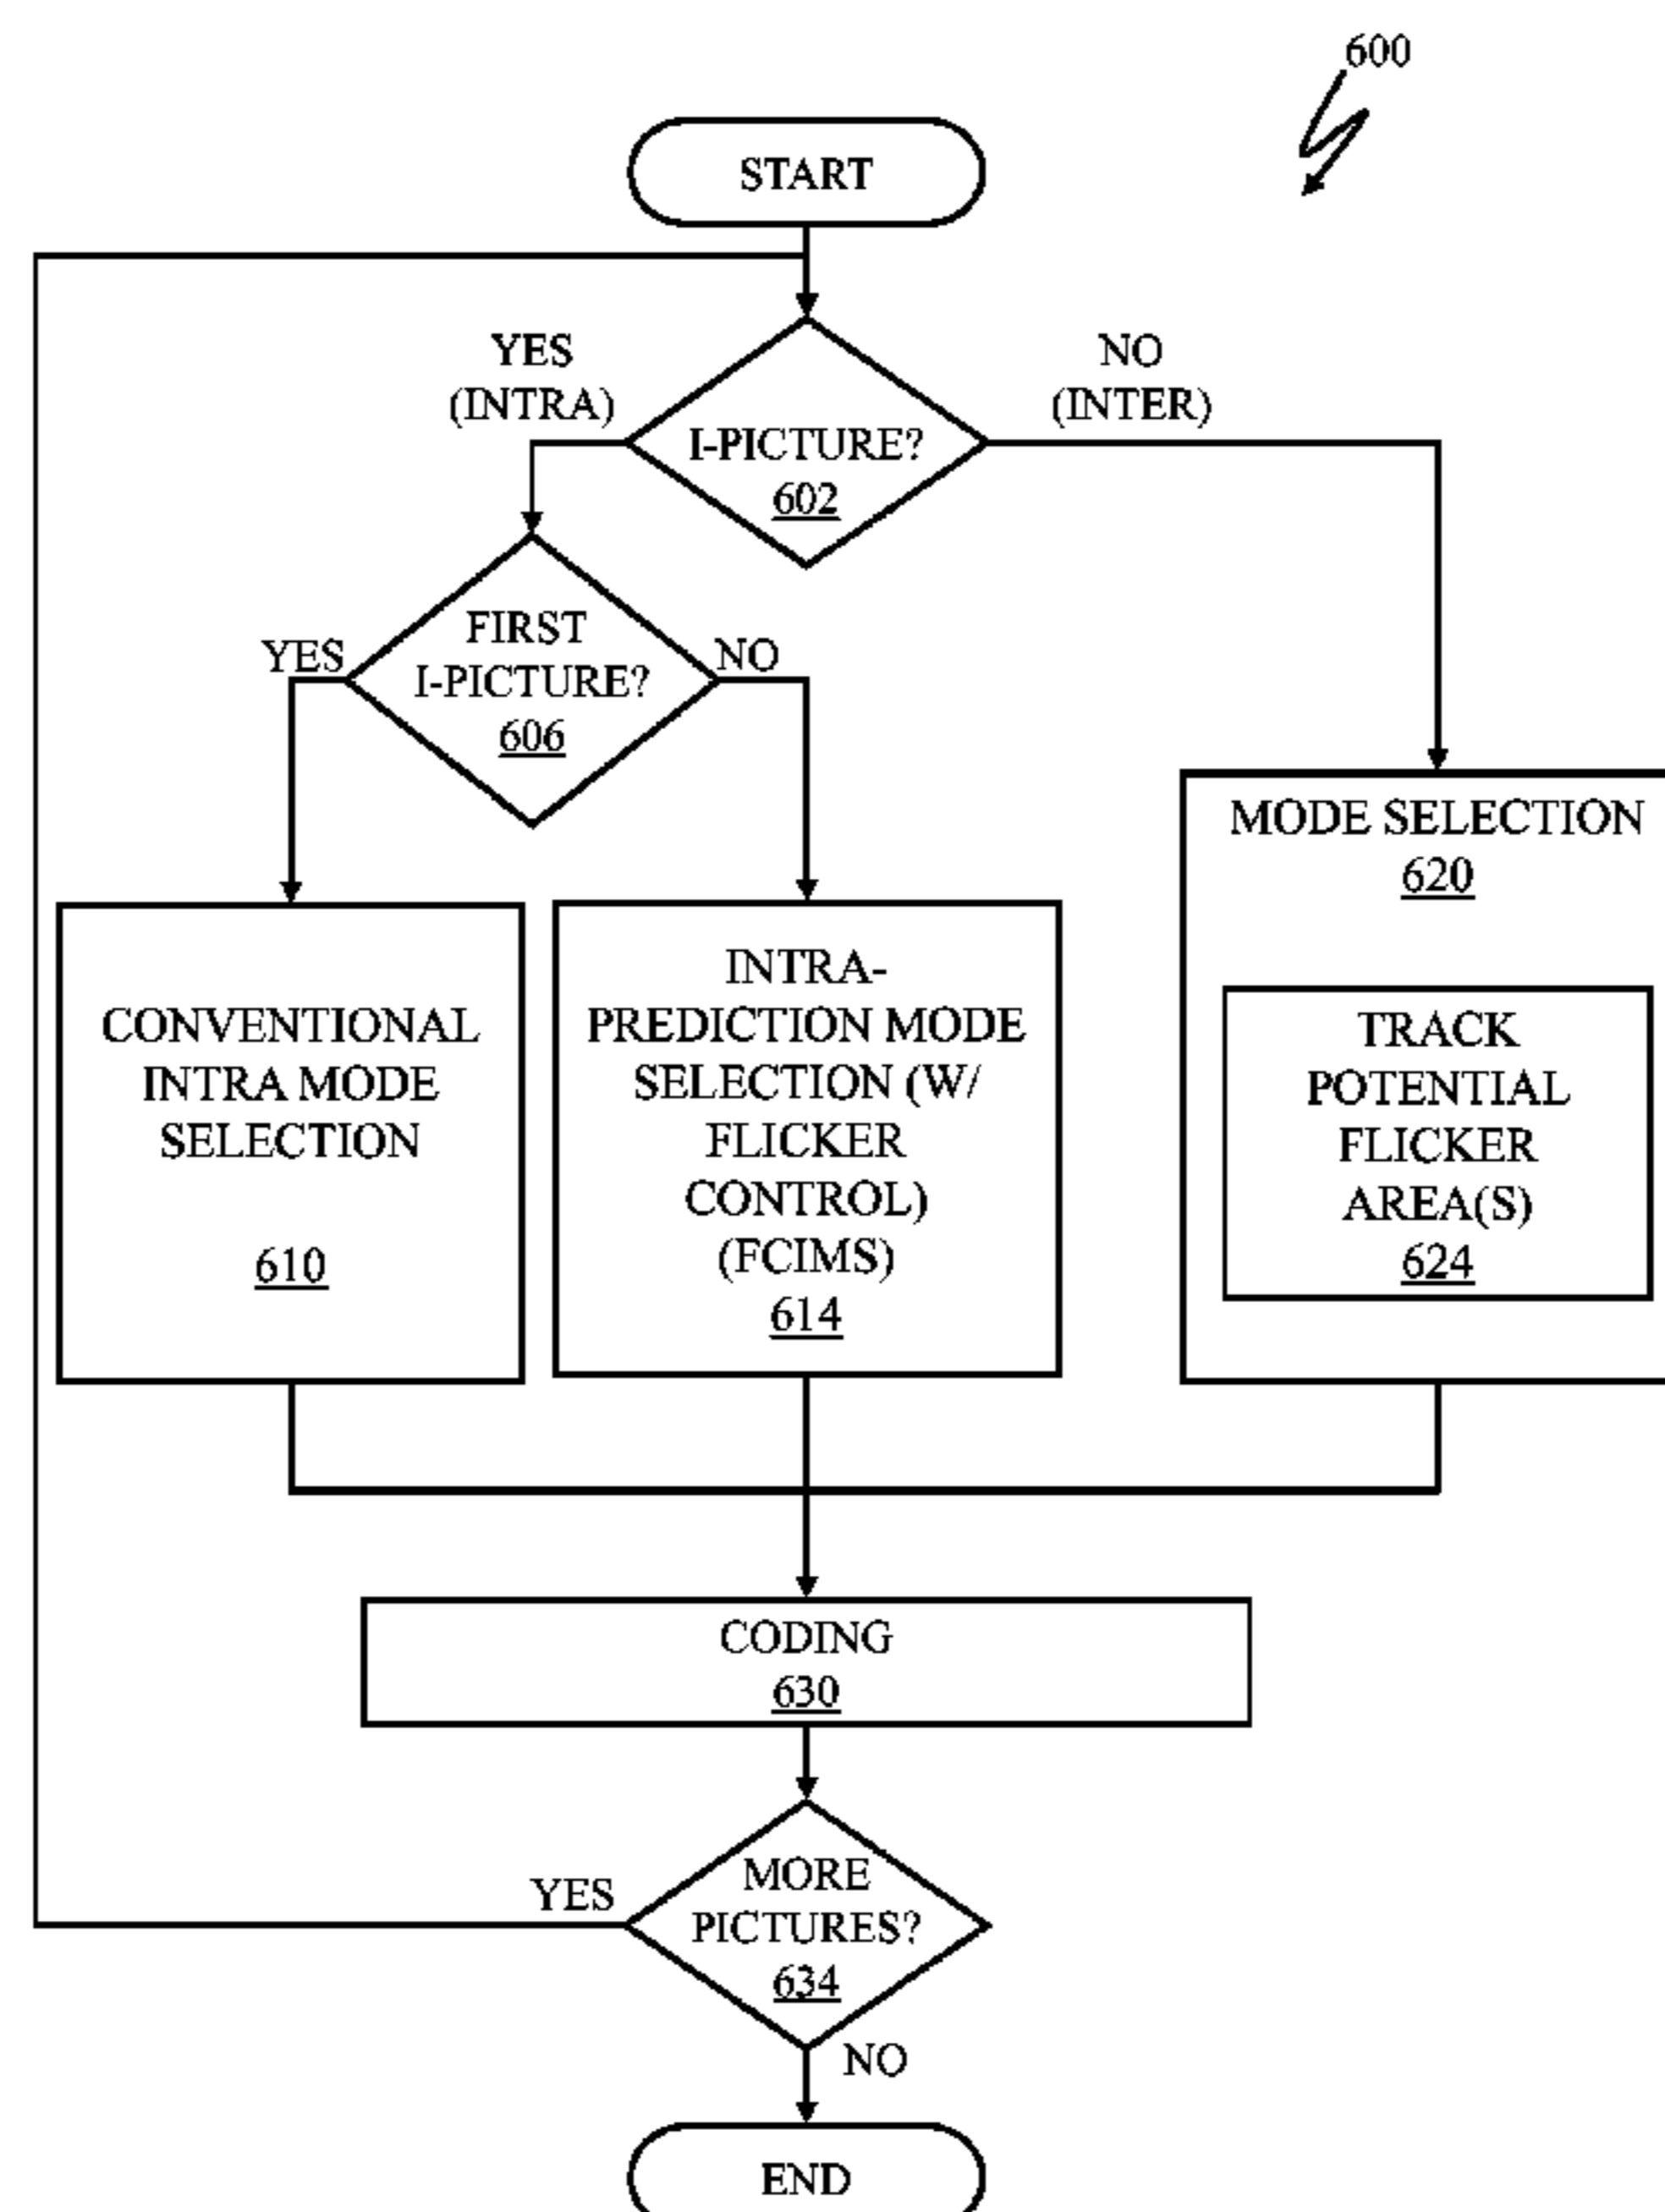 600
START
YES
(INTRA)
NO
(INTER)
I-PICTURE?
602
YES
FIRST
I-PICTURE?
606
NO
CONVENTIONAL
INTRA MODE
SELECTION
610
INTRA-
PREDICTION MODE
SELECTION (W/
FLICKER
CONTROL)
(FCIMS)
614
MODE SELECTION
620
TRACK
POTENTIAL
FLICKER
AREA(S)
624
CODING
630
YES
MORE
PICTURES?
634
NO
END